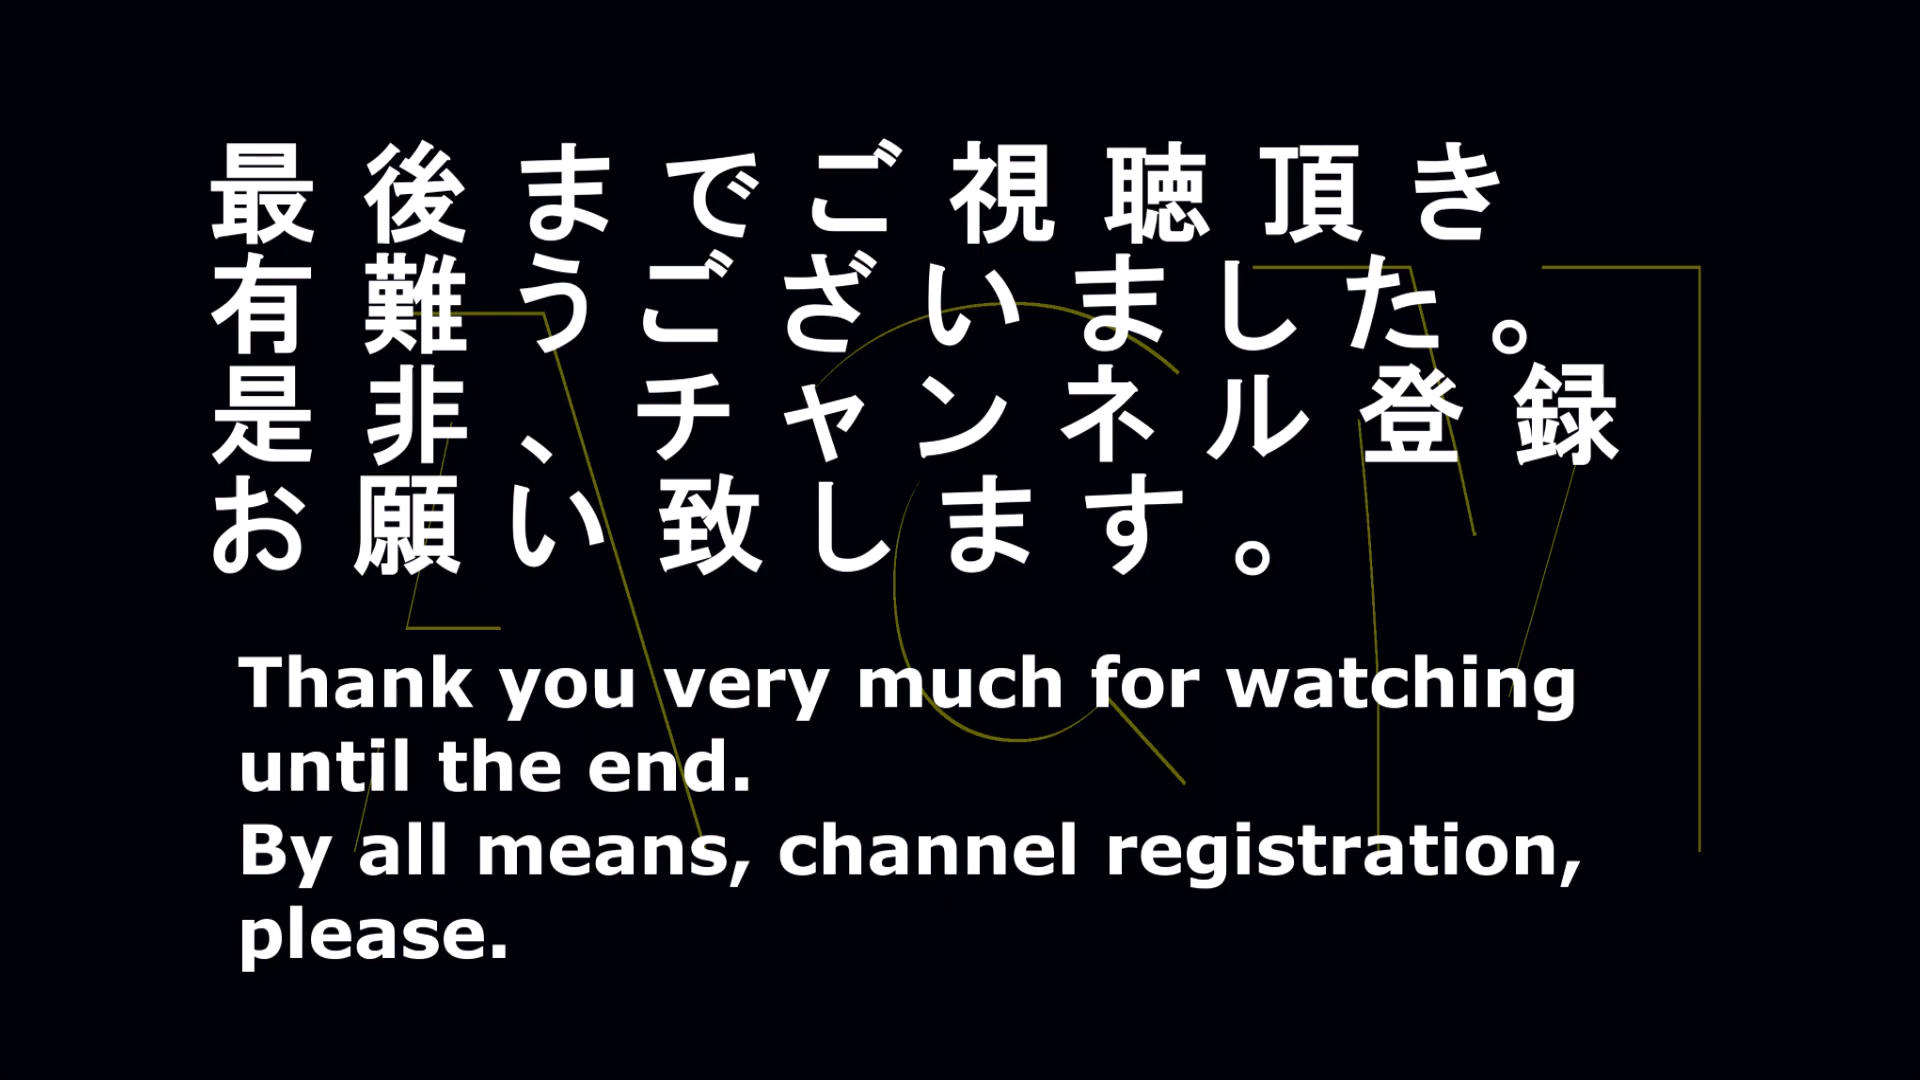 最後までご視聴頂き
有難うございました。
是非、チャンネル登録
お願い致します。
Thank you very much for watching
until the end.
By all means, channel registration,
please.